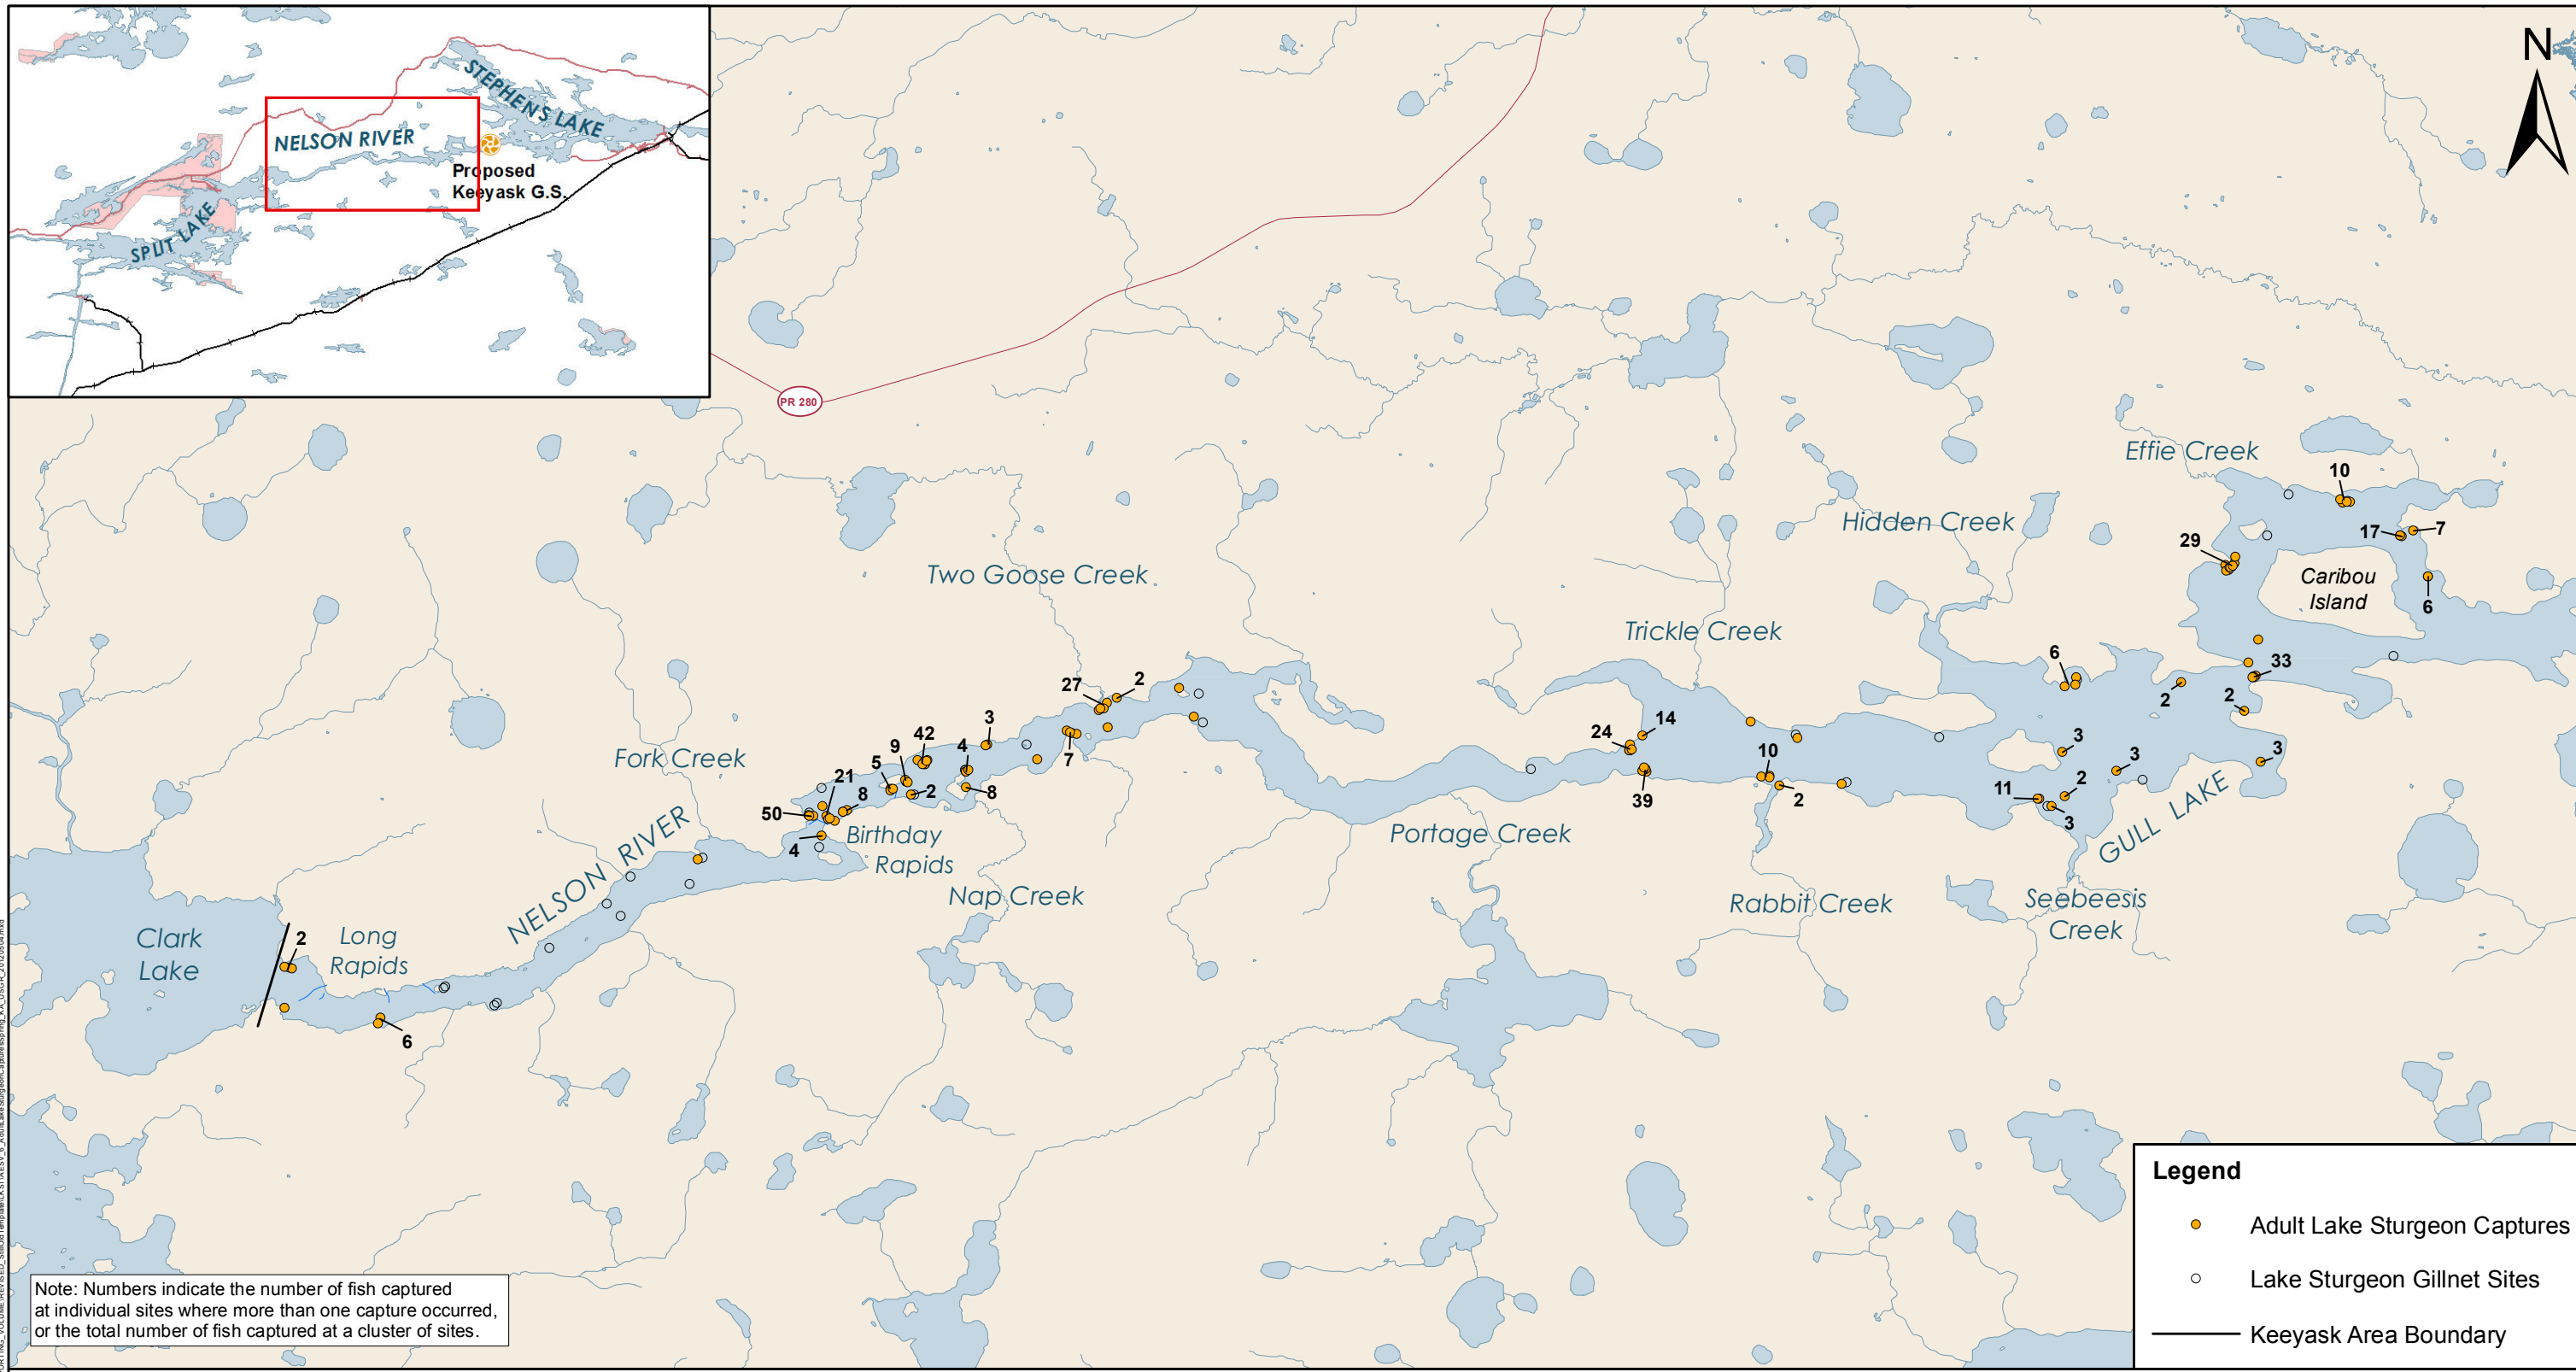 STEPHENS LAKE
NELSON RIVER
Proposed
Keeyask G.S.
SPLIT LAKE
N
PR 280
Effie Creek
10
17
7
29
Caribou
Island
6
Hidden Creek
Two Goose Creek
Trickle Creek
6
33
2
2
27
2
3
42
9
4
7
5
21
8
2
8
50
4
24
14
39
10
2
3
3
3
11
2
3
Fork Creek
Birthday
Rapids
NELSON RIVER
Nap Creek
Portage Creek
Rabbit Creek
GULL LAKE
Seebeesis
Creek
Clark
Lake
2
Long
Rapids
6
Note: Numbers indicate the number of fish captured
at individual sites where more than one capture occurred,
or the total number of fish captured at a cluster of sites.
Legend
Adult Lake Sturgeon Captures
Lake Sturgeon Gillnet Sites
Keeyask Area Boundary